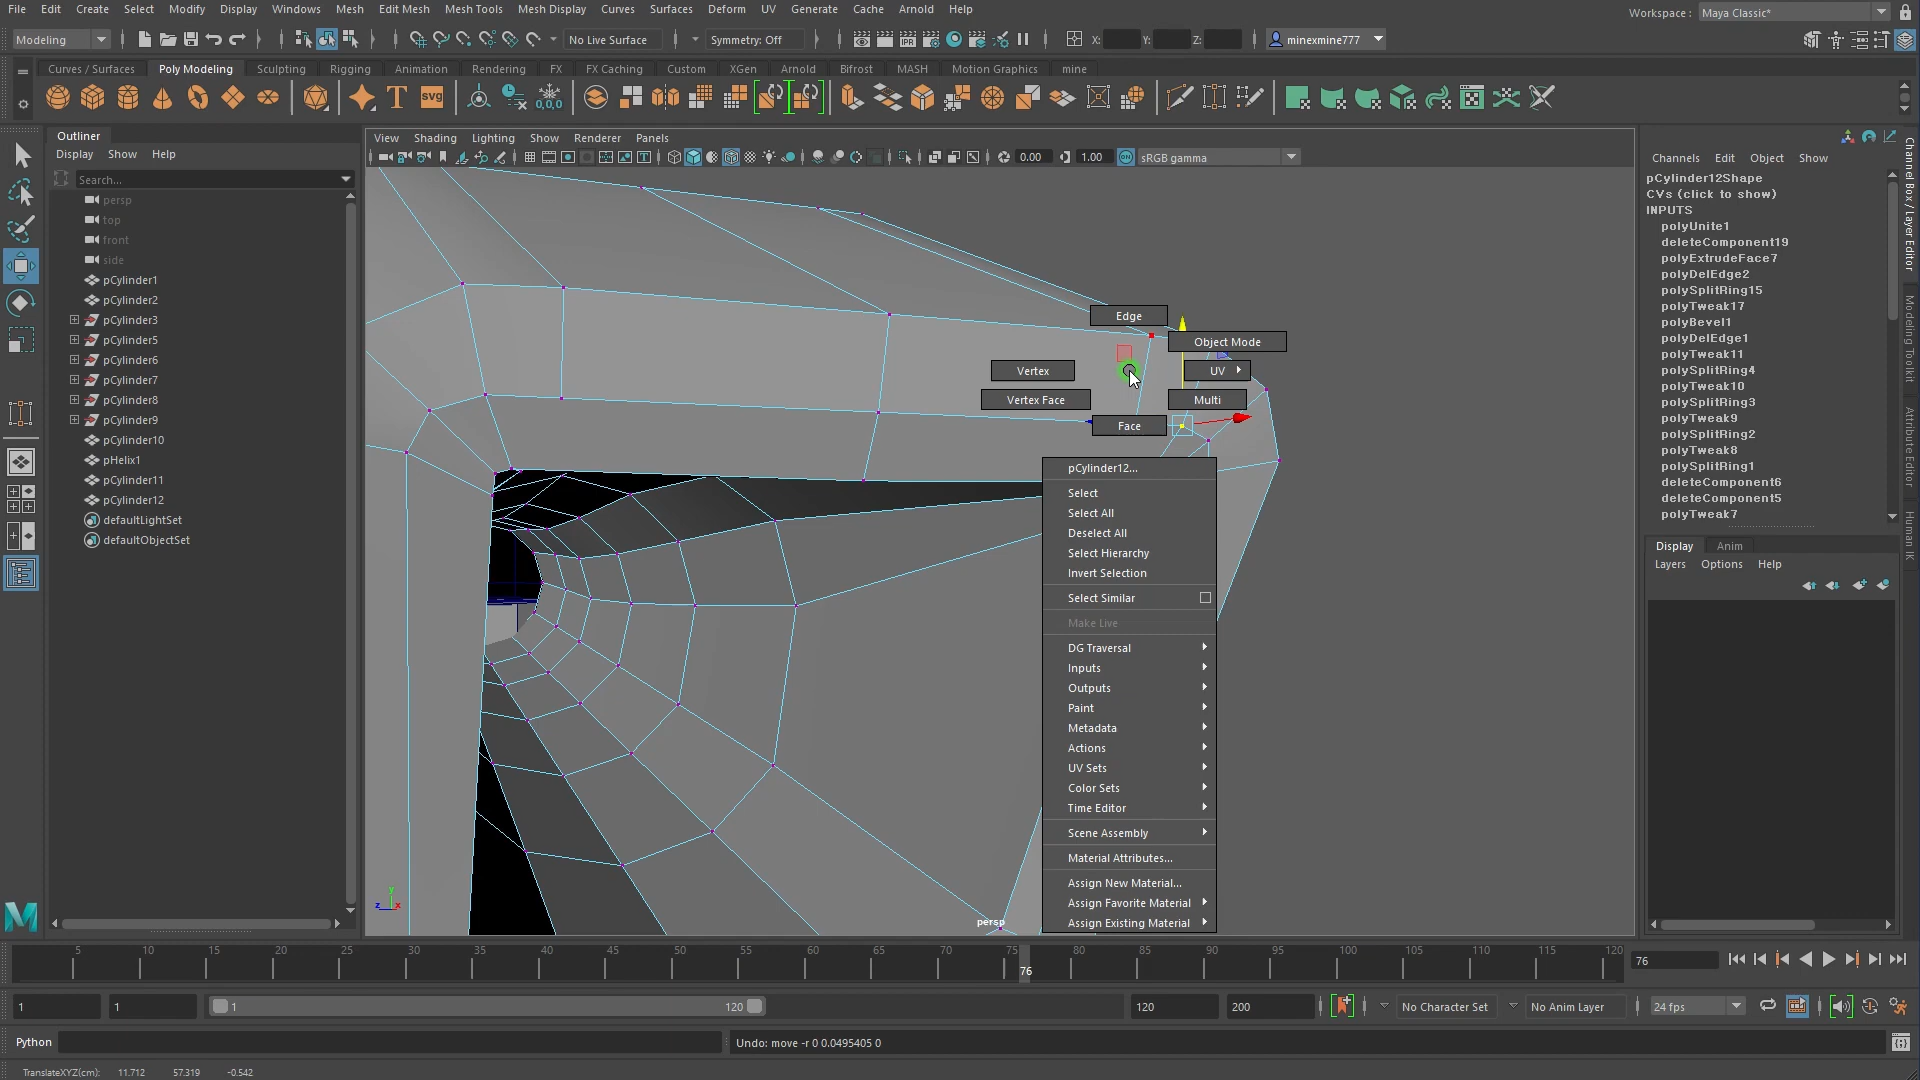 File Edit Create Select Modify Display Windows Mesh Edit Mesh Mesh Tools Mesh Display Curves Surfaces Deform UV Generate Cache Arnold Help
Workspace : Maya Classic*
Modeling No Live Surface Symmetry: Off X: Y: Z: minexmine777
Curves / Surfaces Poly Modeling Sculpting Rigging Animation Rendering FX FX Caching Custom XGen Arnold Bifrost MASH Motion Graphics mine
Outliner
Display Show Help
Search...
persp
top
front
side
pCylinder1
pCylinder2
pCylinder3
pCylinder5
pCylinder6
pCylinder7
pCylinder8
pCylinder9
pCylinder10
pHelix1
pCylinder11
pCylinder12
defaultLightSet
defaultObjectSet
View Shading Lighting Show Renderer Panels
0.00 1.00 sRGB gamma
Edge
Object Mode
Vertex
UV
Vertex Face
Multi
Face
pCylinder12...
Select
Select All
Deselect All
Select Hierarchy
Invert Selection
Select Similar
Make Live
DG Traversal
Inputs
Outputs
Paint
Metadata
Actions
UV Sets
Color Sets
Time Editor
Scene Assembly
Material Attributes...
Assign New Material...
Assign Favorite Material
Assign Existing Material
persp
Channels Edit Object Show
pCylinder12Shape
CVs (click to show)
INPUTS
polyUnite1
deleteComponent19
polyExtrudeFace7
polyDelEdge2
polySplitRing15
polyTweak17
polyBevel1
polyDelEdge1
polyTweak11
polySplitRing4
polyTweak10
polySplitRing3
polyTweak9
polySplitRing2
polyTweak8
polySplitRing1
deleteComponent6
deleteComponent5
polyTweak7
Display Anim
Layers Options Help
Channel Box / Layer Editor
Modeling Toolkit
Attribute Editor
Human IK
5 10 15 20 25 30 35 40 45 50 55 60 65 70 75 80 85 90 95 100 105 110 115 120
76
76
1 1 1 120 120 200 No Character Set No Anim Layer 24 fps
Python Undo: move -r 0 0.0495405 0
TranslateXYZ(cm): 11.712 57.319 -0.542